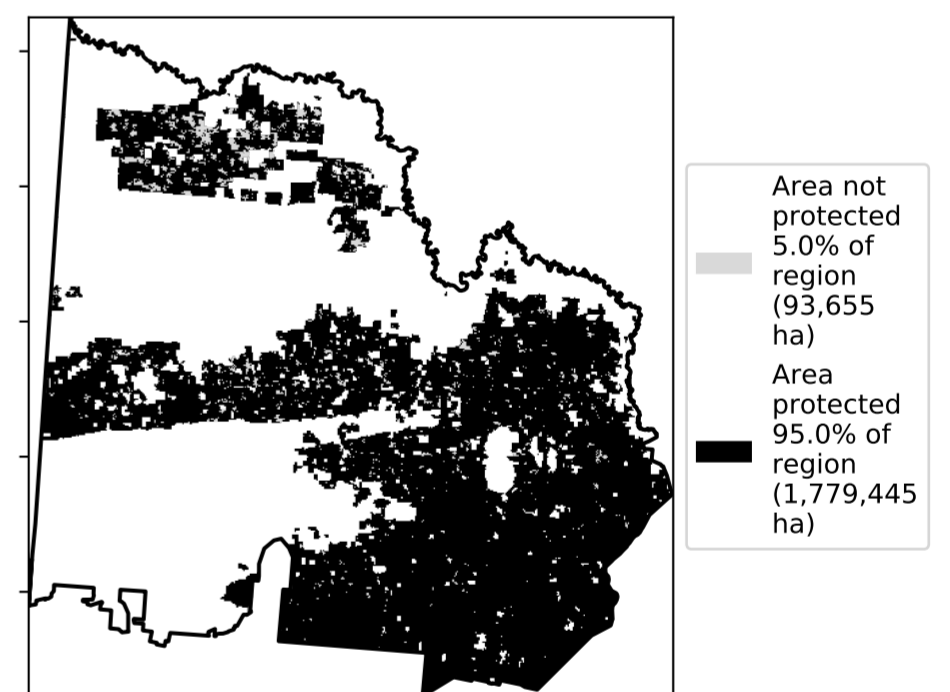 Area not
protected
5.0% of
region
(93,655
ha)
Area
protected
95.0% of
region
(1,779,445
ha)